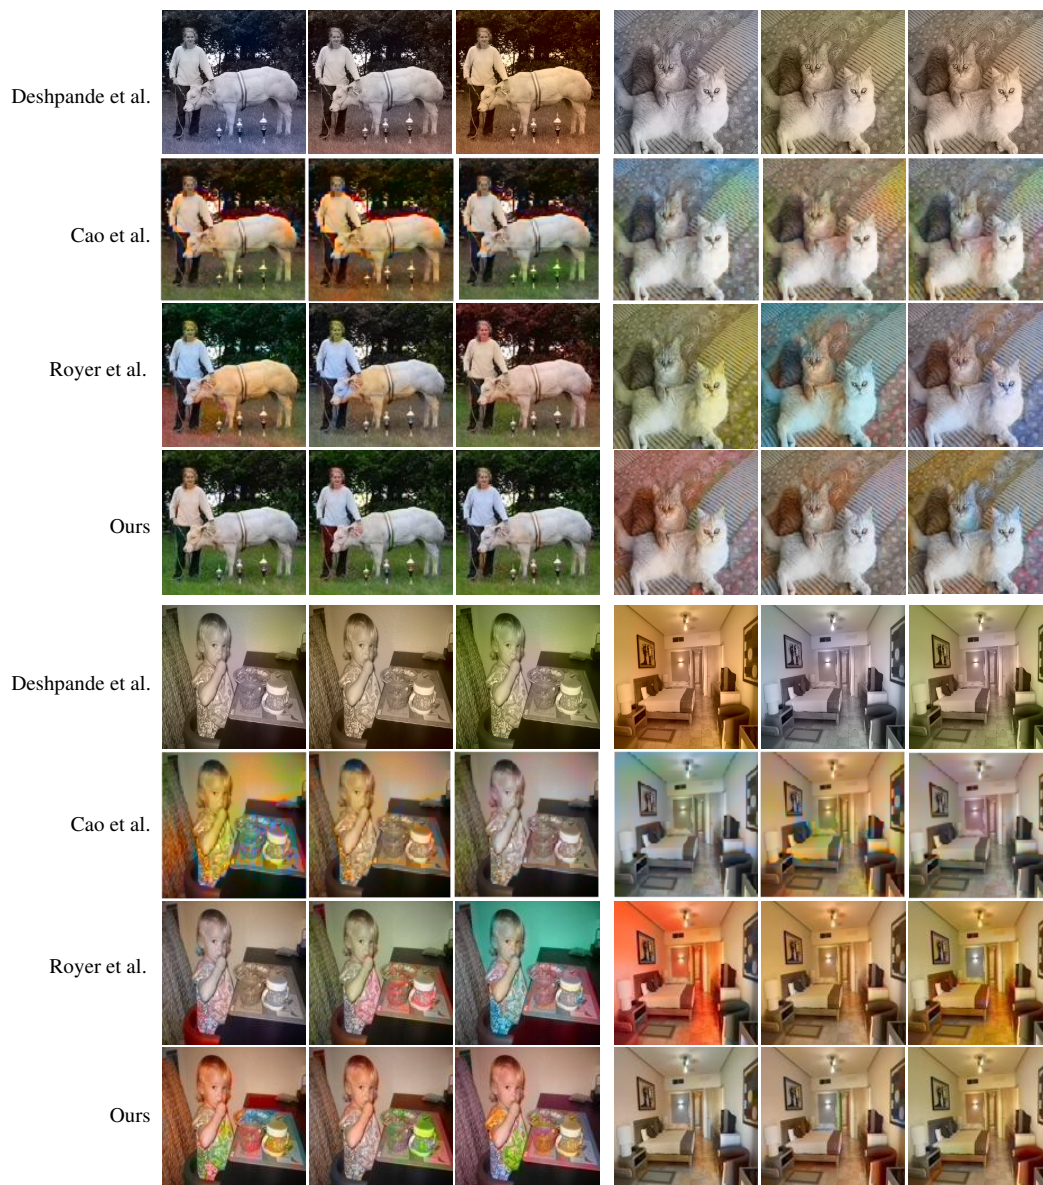 Deshpande et al.
Cao et al.
Royer et al.
Ours
Deshpande et al.
Cao et al.
Royer et al.
Ours